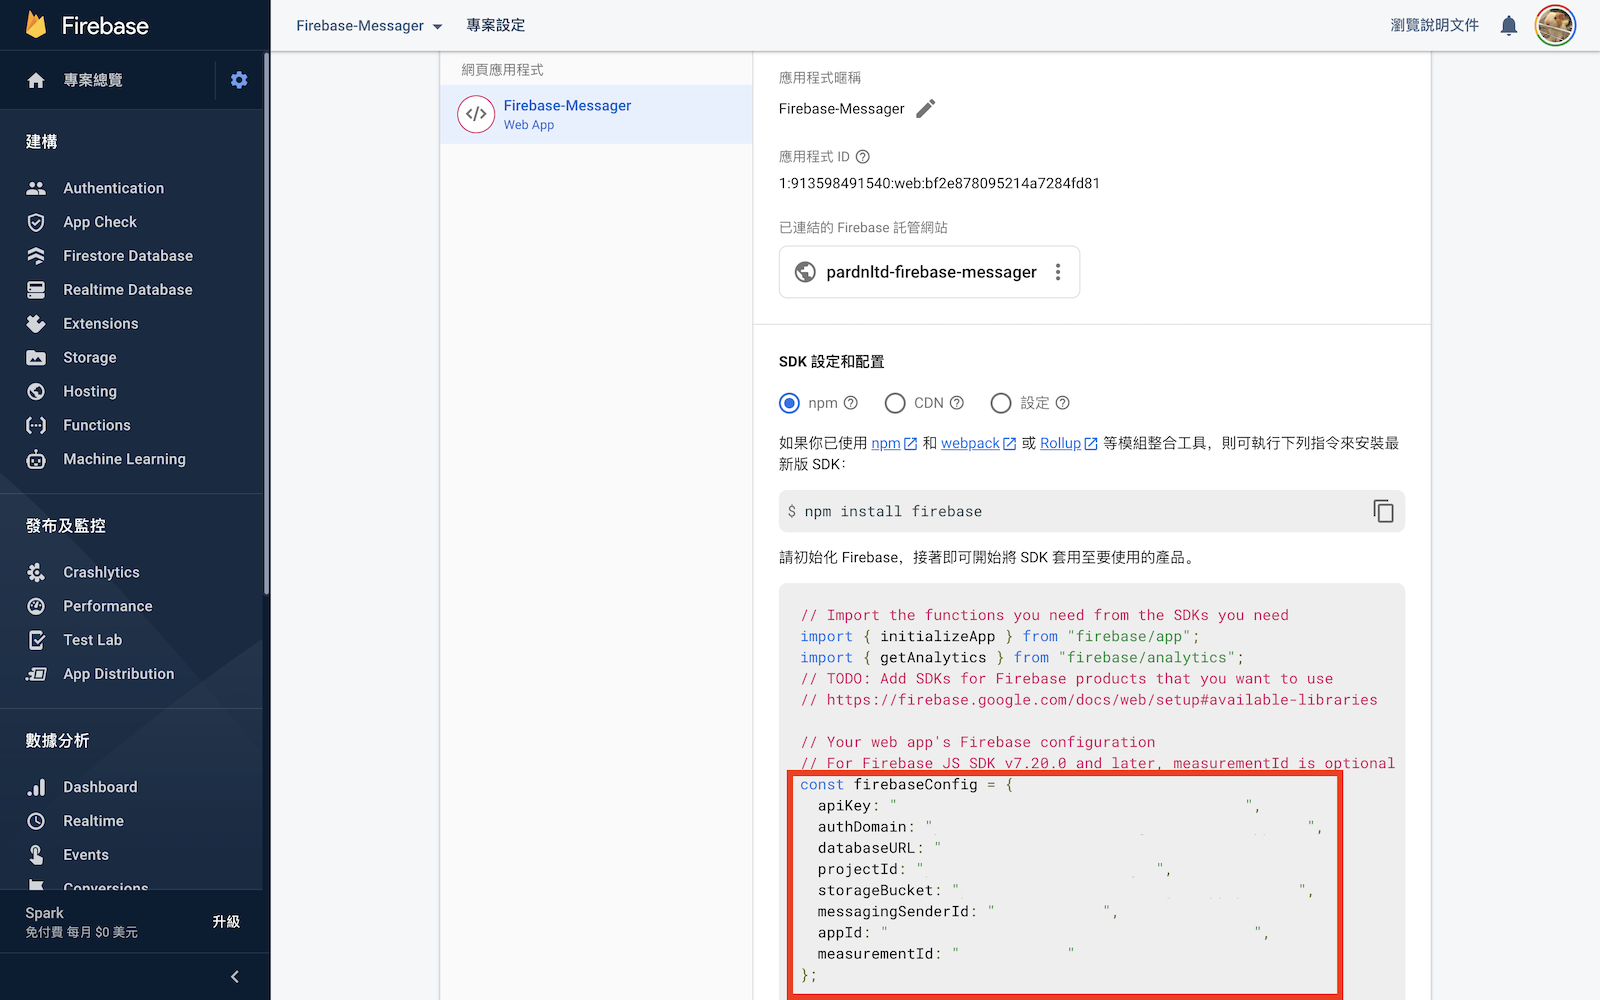 Firebase
Firebase-Messager
專案設定
瀏覽說明文件
專案總覽
建構
Authentication
App Check
Firestore Database
Realtime Database
Extensions
Storage
Hosting
Functions
Machine Learning
發布及監控
Crashlytics
Performance
Test Lab
App Distribution
數據分析
Dashboard
Realtime
Events
Conversions
Spark
免付費 每月 $0 美元
升級
網頁應用程式
Firebase-Messager
Web App
應用程式暱稱
Firebase-Messager
應用程式 ID
1:913598491540:web:bf2e878095214a7284fd81
已連結的 Firebase 託管網站
pardnltd-firebase-messager
SDK 設定和配置
npm
CDN
設定
如果你已使用 npm 和 webpack 或 Rollup 等模組整合工具，則可執行下列指令來安裝最
新版 SDK：
$ npm install firebase
請初始化 Firebase，接著即可開始將 SDK 套用至要使用的產品。
// Import the functions you need from the SDKs you need
import { initializeApp } from "firebase/app";
import { getAnalytics } from "firebase/analytics";
// TODO: Add SDKs for Firebase products that you want to use
// https://firebase.google.com/docs/web/setup#available-libraries
// Your web app's Firebase configuration
// For Firebase JS SDK v7.20.0 and later, measurementId is optional
const firebaseConfig = {
apiKey: " ",
authDomain: " ",
databaseURL: "
projectId: " ",
storageBucket: " ",
messagingSenderId: " ",
appId: " ",
measurementId: " "
};